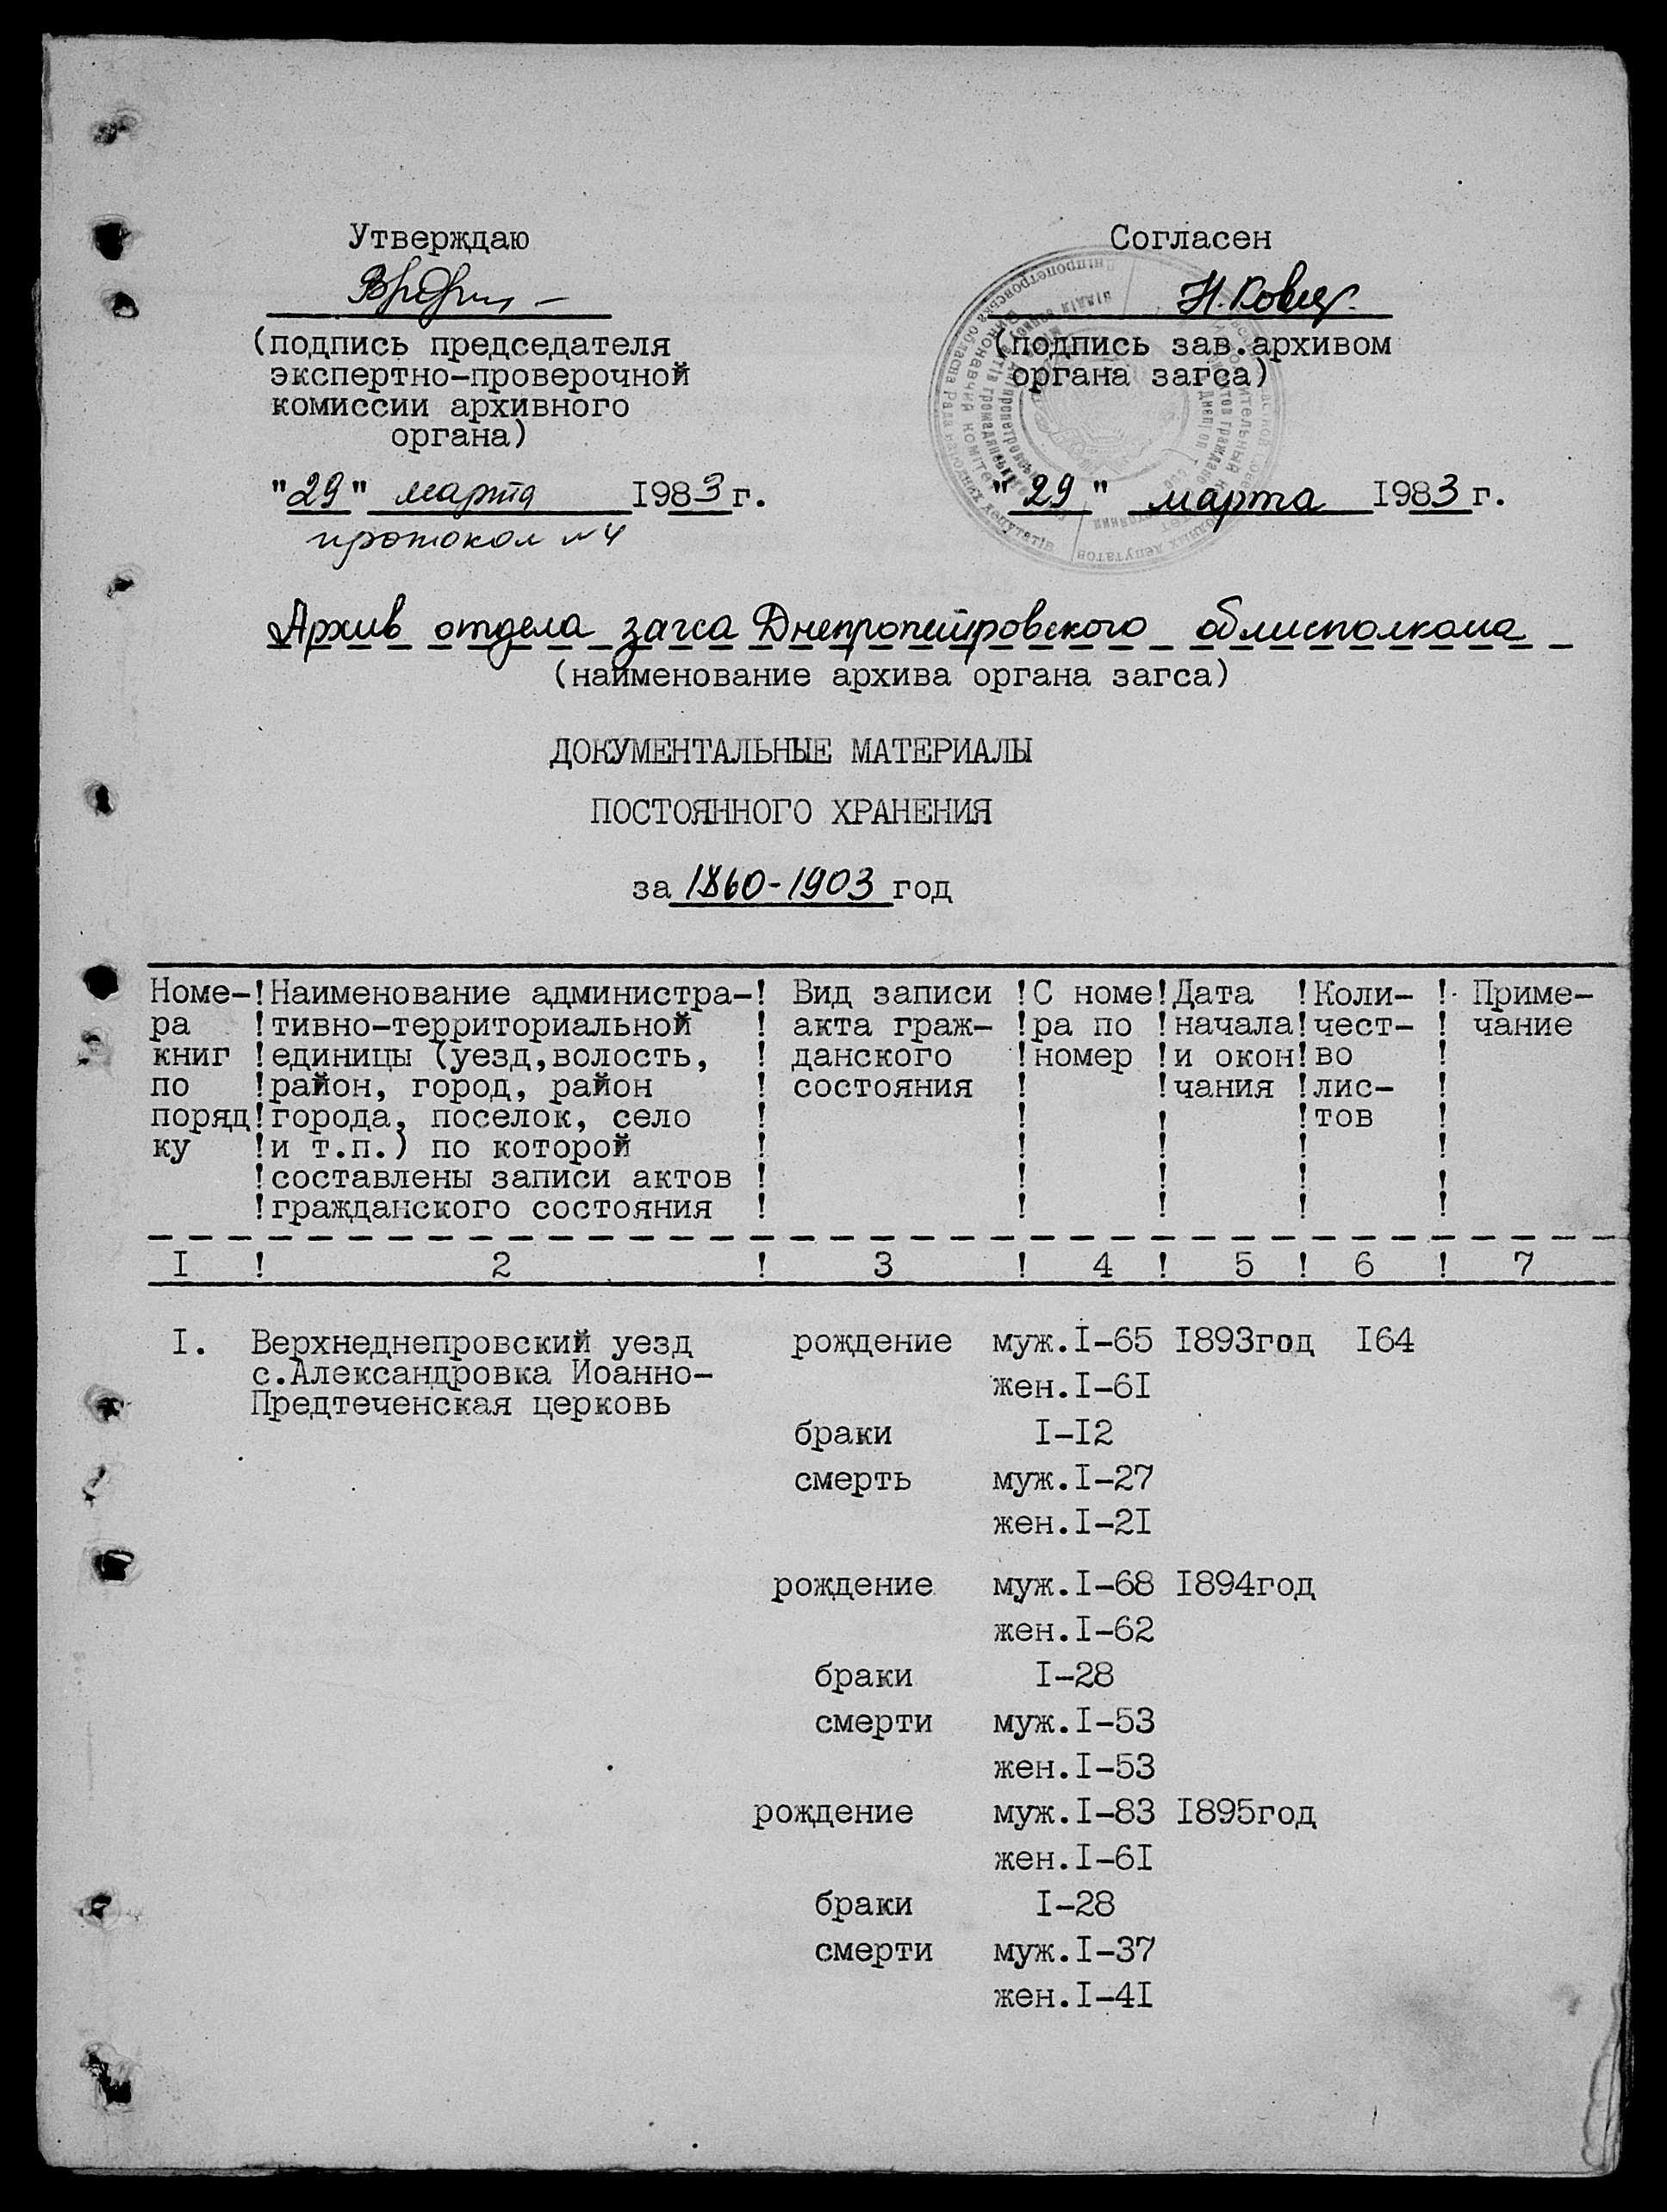 Утверждаю
Согласен
Н. Ковер.
(подпись председателя
экспертно-проверочной
комиссии архивного
органа)
(подпись зав.архивом
органа загса)
"29" марта 1983 г.
протокол №4
"29" марта 1983 г.
Архив отдела загса Днепропетровского облисполкома
(наименование архива органа загса)
ДОКУМЕНТАЛЬНЫЕ МАТЕРИАЛЫ
ПОСТОЯННОГО ХРАНЕНИЯ
за 1860-1903 год
Номе-!Наименование администра-! Вид записи !С номе!Дата !Коли- ! Приме-
ра !тивно-территориальной ! акта граж- !ра по !начала!чест- ! чание
книг !единицы (уезд,волость, ! данского !номер !и окон!во !
по !район, город, район ! состояния ! !чания !лис- !
поряд!города, поселок, село ! ! ! !тов !
ку !и т.п.) по которой ! ! ! ! !
!составлены записи актов ! ! ! ! !
!гражданского состояния ! ! ! ! !
I ! 2 ! 3 ! 4 ! 5 ! 6 ! 7
I. Верхнеднепровский уезд рождение муж.I-65 I893год I64
с.Александровка Иоанно-
жен.I-6I
Предтеченская церковь
браки I-I2
смерть муж.I-27
жен.I-2I
рождение муж.I-68 I894год
жен.I-62
браки I-28
смерти муж.I-53
жен.I-53
рождение муж.I-83 I895год
жен.I-6I
браки I-28
смерти муж.I-37
жен.I-4I